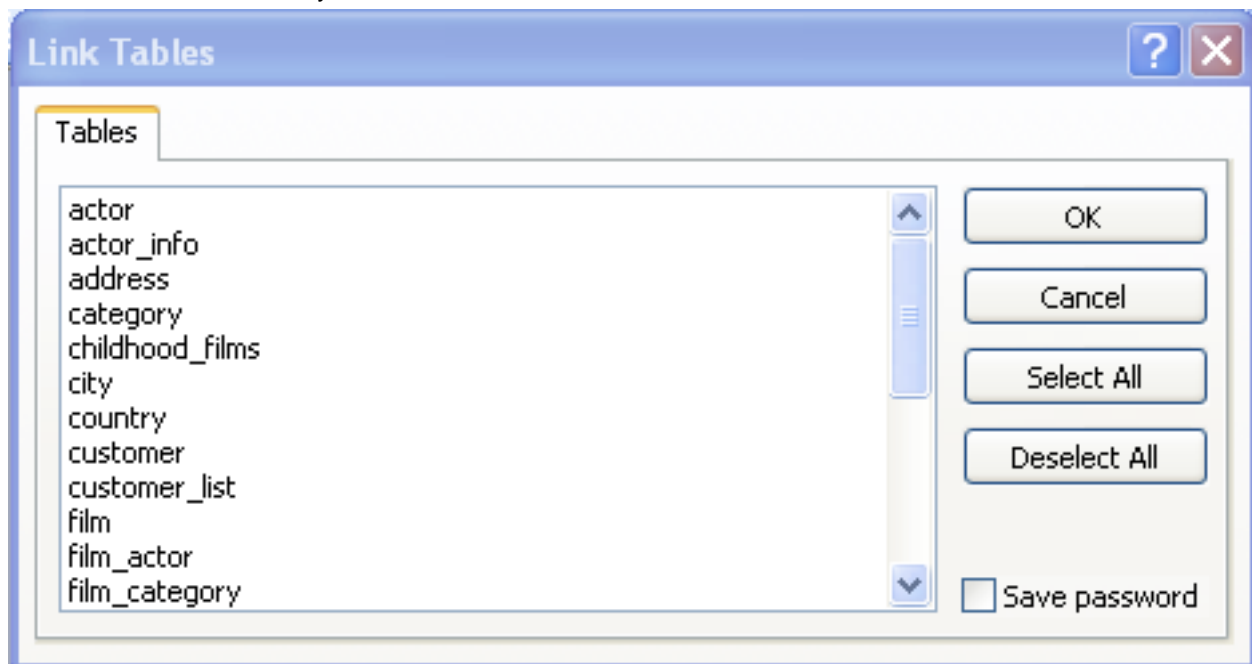 Link Tables
Tables
actor
actor_info
address
category
childhood_films
city
country
customer
customer_list
film
film_actor
film_category
OK
Cancel
Select All
Deselect All
Save password